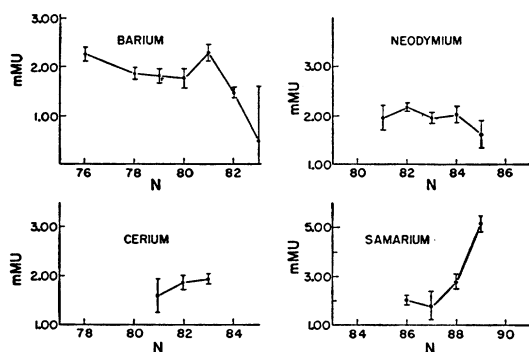 3.00
2.00
1.00
mMU
BARIUM
76 78 80 82
N
3.00
2.00
1.00
mMU
NEODYMIUM
80 82 84 86
N
3.00
2.00
1.00
mMU
CERIUM
78 80 82 84
N
5.00
3.00
1.00
mMU
SAMARIUM
84 86 88 90
N